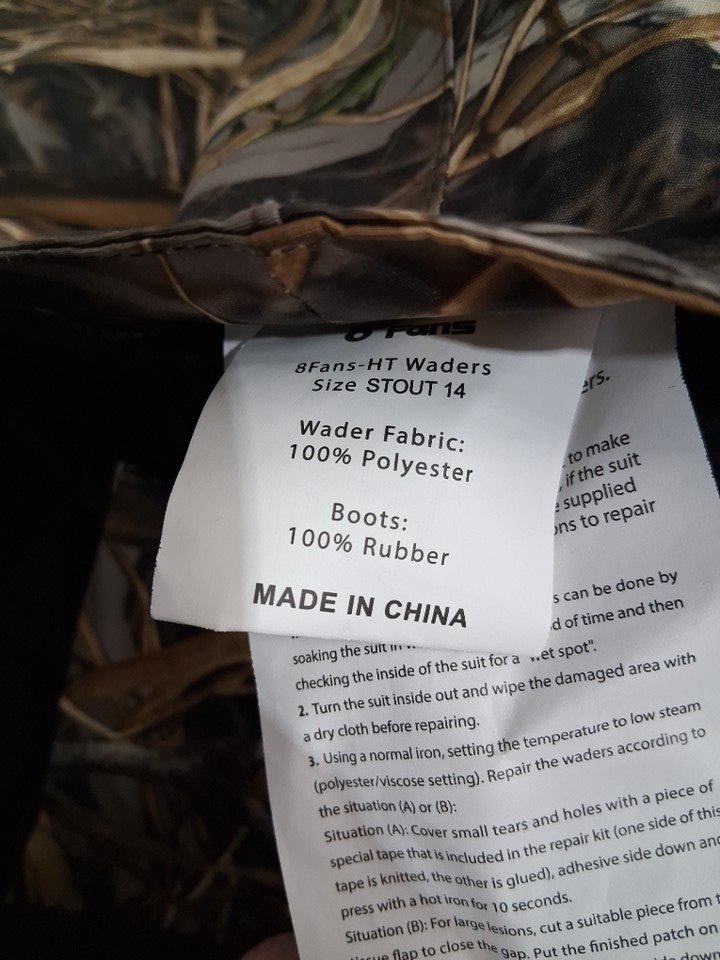 8 Fans
8Fans-HT Waders
Size STOUT 14
Wader Fabric:
100% Polyester
Boots:
100% Rubber
MADE IN CHINA
to make
if the suit
supplied
to repair
can be done by
of time and then
soaking the suit in
checking the inside of the suit for a "wet spot".
2. Turn the suit inside out and wipe the damaged area with
a dry cloth before repairing.
3. Using a normal iron, setting the temperature to low steam
(polyester/viscose setting). Repair the waders according to
the situation (A) or (B):
Situation (A): Cover small tears and holes with a piece of
special tape that is included in the repair kit (one side of this
tape is knitted, the other is glued), adhesive side down and
press with a hot iron for 10 seconds.
Situation (B): For large lesions, cut a suitable piece from
flap to close the gap. Put the finished patch on
down